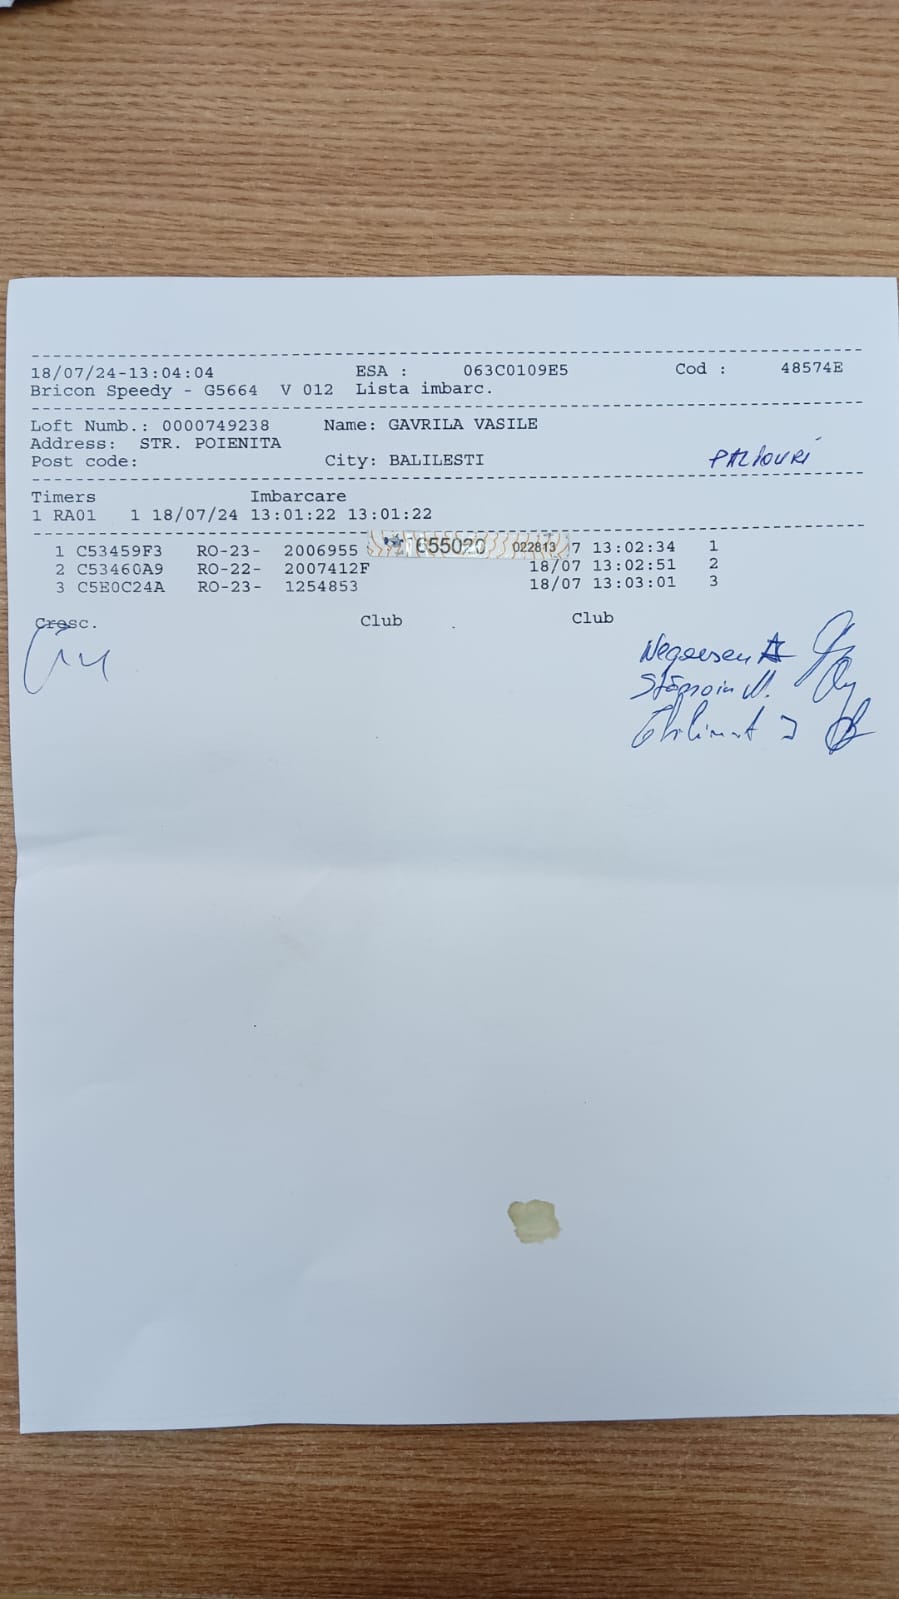 18/07/24-13:04:04 ESA : 063C0109E5 Cod : 48574E
Bricon Speedy - G5664 V 012 Lista imbarc.
Loft Numb.: 0000749238 Name: GAVRILA VASILE
Address: STR. POIENITA
Post code: City: BALILESTI
Timers Imbarcare
1 RA01 1 18/07/24 13:01:22 13:01:22
1 C53459F3 RO-23- 2006955 1655020 022813 7 13:02:34 1
2 C53460A9 RO-22- 2007412F 18/07 13:02:51 2
3 C5E0C24A RO-23- 1254853 18/07 13:03:01 3
Cresc. Club Club